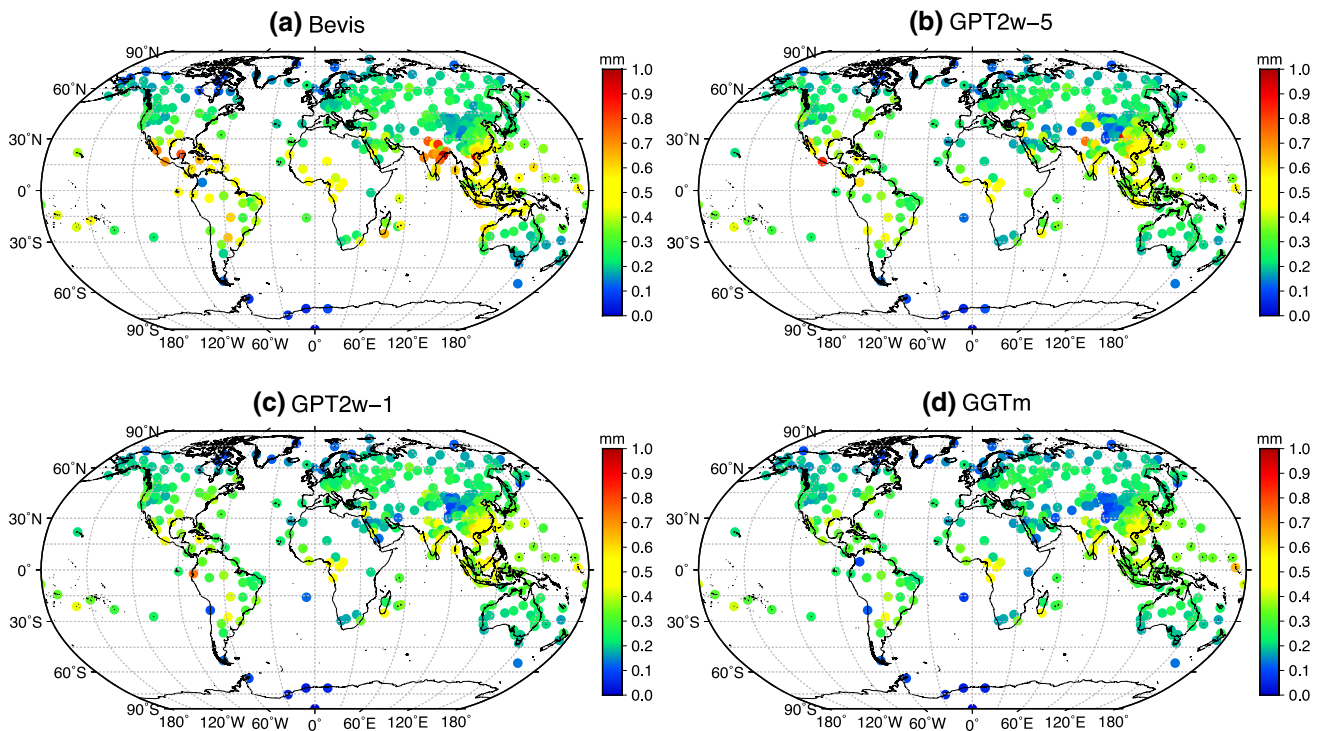 (a) Bevis
mm
90°N
60°N
30°N
0°
30°S
60°S
90°S
180° 120°W 60°W 0° 60°E 120°E 180°
1.0
0.9
0.8
0.7
0.6
0.5
0.4
0.3
0.2
0.1
0.0
(b) GPT2w−5
mm
90°N
60°N
30°N
0°
30°S
60°S
90°S
180° 120°W 60°W 0° 60°E 120°E 180°
1.0
0.9
0.8
0.7
0.6
0.5
0.4
0.3
0.2
0.1
0.0
(c) GPT2w−1
mm
90°N
60°N
30°N
0°
30°S
60°S
90°S
180° 120°W 60°W 0° 60°E 120°E 180°
1.0
0.9
0.8
0.7
0.6
0.5
0.4
0.3
0.2
0.1
0.0
(d) GGTm
mm
90°N
60°N
30°N
0°
30°S
60°S
90°S
180° 120°W 60°W 0° 60°E 120°E 180°
1.0
0.9
0.8
0.7
0.6
0.5
0.4
0.3
0.2
0.1
0.0